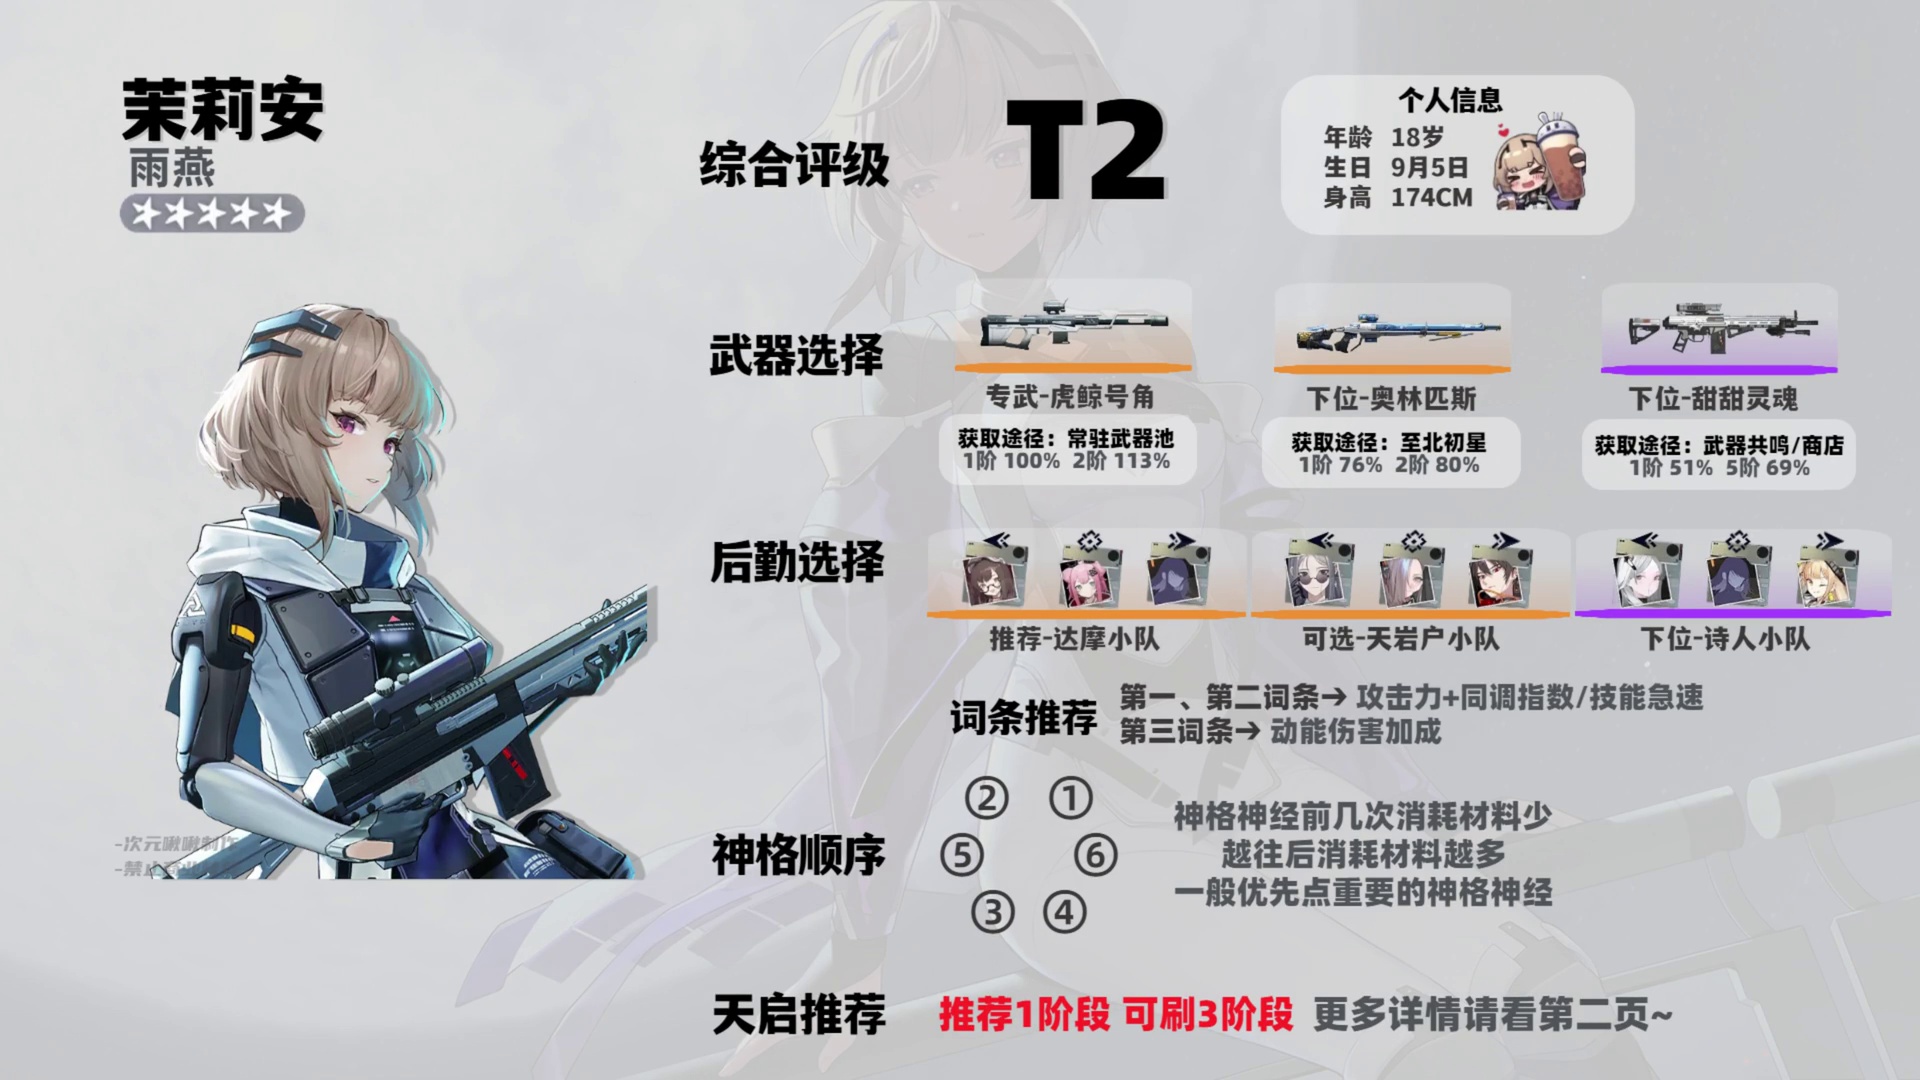 茉莉安
雨燕
综合评级
T2
个人信息
年龄 18岁
生日 9月5日
身高 174CM
武器选择
专武-虎鲸号角
获取途径：常驻武器池
1阶 100% 2阶 113%
下位-奥林匹斯
获取途径：至北初星
1阶 76% 2阶 80%
下位-甜甜灵魂
获取途径：武器共鸣/商店
1阶 51% 5阶 69%
后勤选择
推荐-达摩小队
可选-天岩户小队
下位-诗人小队
词条推荐
第一、第二词条→ 攻击力+同调指数/技能急速
第三词条→ 动能伤害加成
神格顺序
② ①
⑤ ⑥
③ ④
神格神经前几次消耗材料少
越往后消耗材料越多
一般优先点重要的神格神经
天启推荐
推荐1阶段 可刷3阶段 更多详情请看第二页~
-次元啾啾制作
-禁止